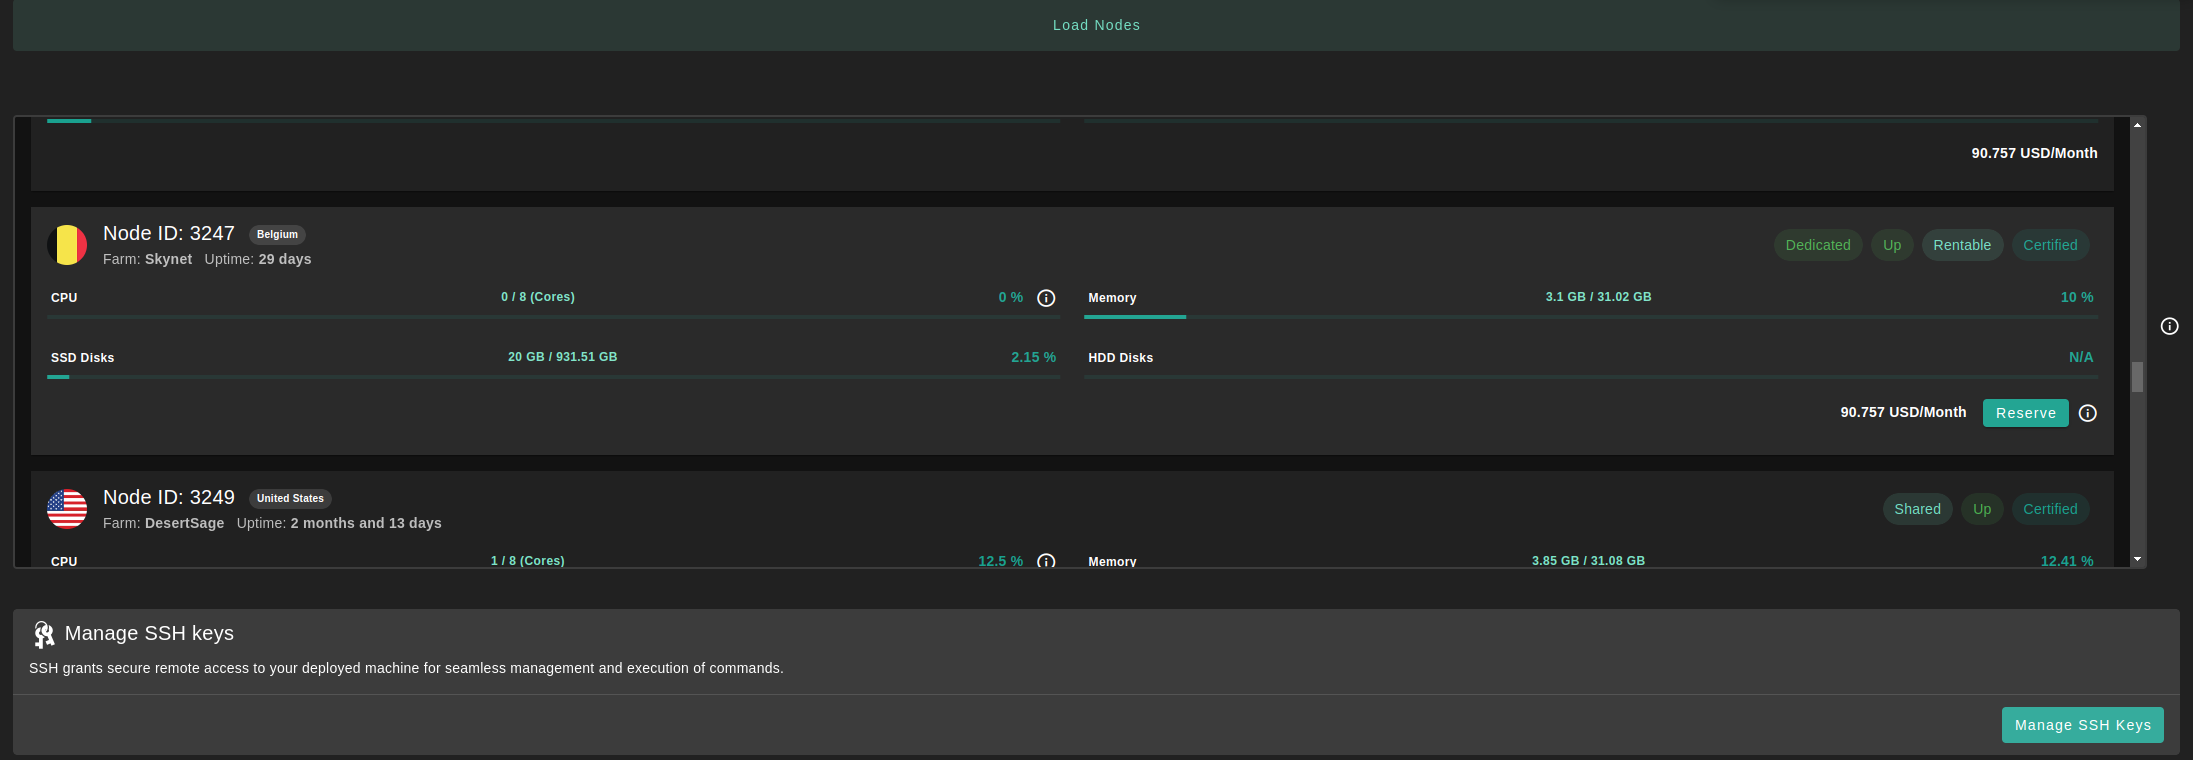 Load Nodes
90.757 USD/Month
Node ID: 3247 Belgium
Farm: Skynet Uptime: 29 days
Dedicated Up Rentable Certified
CPU 0 / 8 (Cores) 0 %
Memory 3.1 GB / 31.02 GB 10 %
SSD Disks 20 GB / 931.51 GB 2.15 %
HDD Disks N/A
90.757 USD/Month Reserve
Node ID: 3249 United States
Farm: DesertSage Uptime: 2 months and 13 days
Shared Up Certified
CPU 1 / 8 (Cores) 12.5 %
Memory 3.85 GB / 31.08 GB 12.41 %
Manage SSH keys
SSH grants secure remote access to your deployed machine for seamless management and execution of commands.
Manage SSH Keys